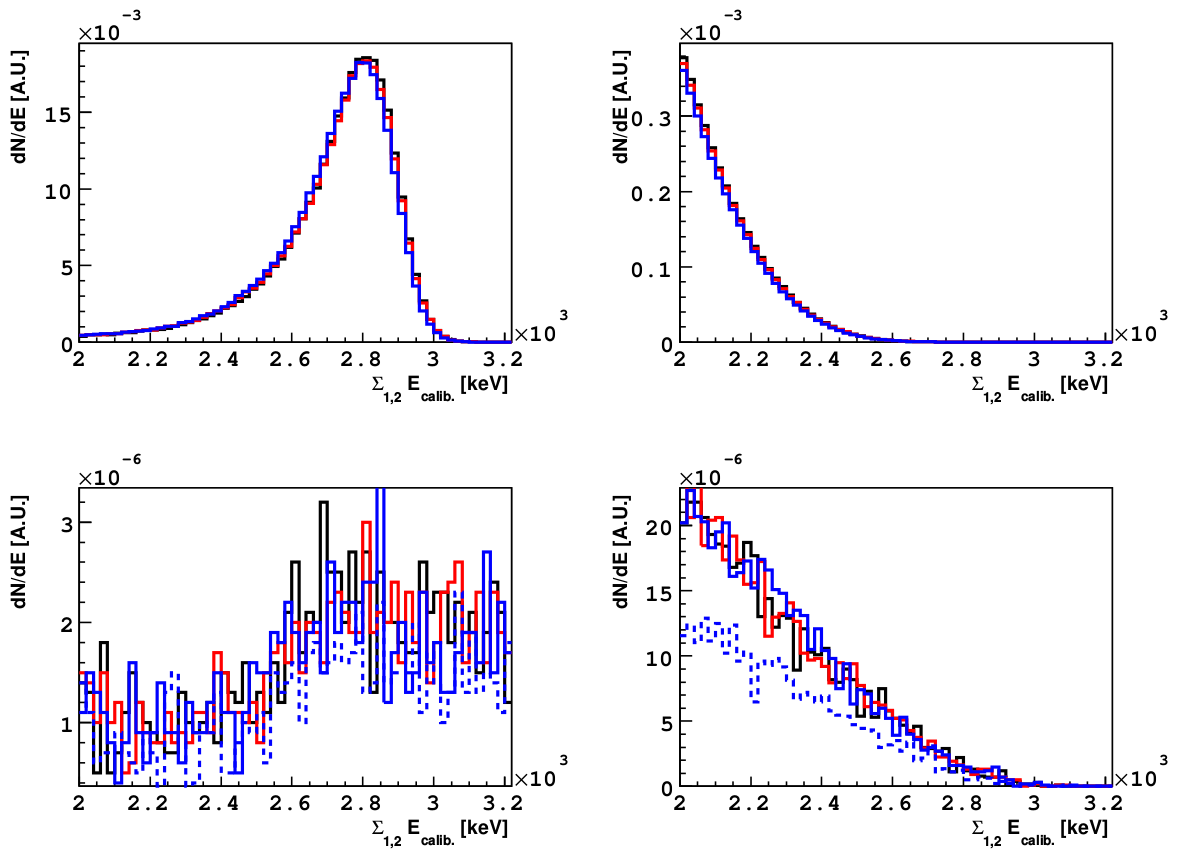 ×10 -3
dN/dE [A.U.]
15
10
5
0
2 2.2 2.4 2.6 2.8 3 3.2 ×10 3
Σ1,2 Ecalib. [keV]
×10 -3
dN/dE [A.U.]
0.3
0.2
0.1
0
2 2.2 2.4 2.6 2.8 3 3.2 ×10 3
Σ1,2 Ecalib. [keV]
×10 -6
dN/dE [A.U.]
3
2
1
2 2.2 2.4 2.6 2.8 3 3.2 ×10 3
Σ1,2 Ecalib. [keV]
×10 -6
dN/dE [A.U.]
20
15
10
5
0
2 2.2 2.4 2.6 2.8 3 3.2 ×10 3
Σ1,2 Ecalib. [keV]